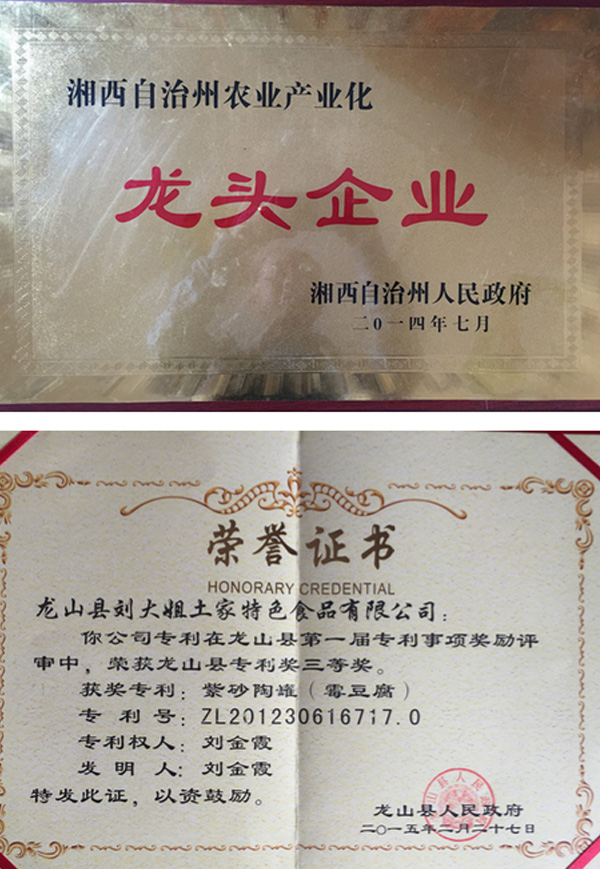 湘西自治州农业产业化
龙头企业
湘西自治州人民政府
二0一四年七月
荣誉证书
HONORARY CREDENTIAL
龙山县刘大姐土家特色食品有限公司：
你公司专利在龙山县第一届专利事项奖励评
审中，荣获龙山县专利奖三等奖。
获奖专利：紫砂陶罐（霉豆腐）
专利号：ZL201230616717.0
专利权人：刘金霞
发明人：刘金霞
特发此证，以资鼓励。
龙山县人民政府
二〇一五年二月二十七日